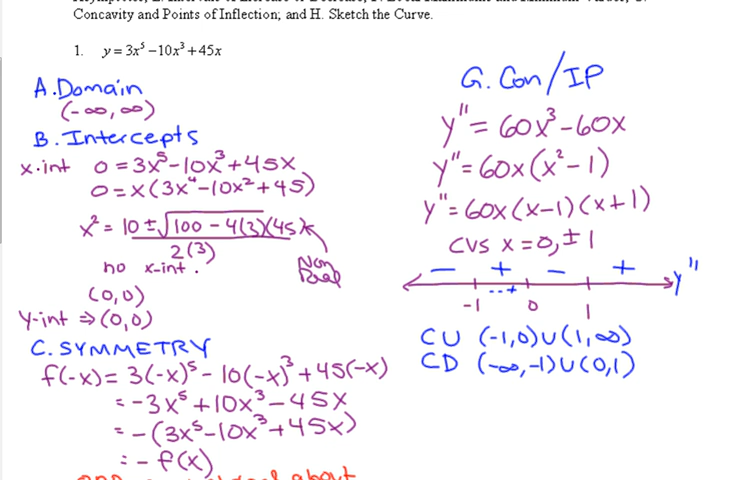 Concavity and Points of Inflection; and H. Sketch the Curve.
1. y = 3x⁵ – 10x³ + 45x
A. Domain
(-∞, ∞)
B. Intercepts
x-int 0 = 3x⁵ - 10x³ + 45x
0 = x(3x⁴ - 10x² + 45)
x² = 10 ± √100 - 4(3)(45)
2(3)
Non Real
no x-int.
(0,0)
y-int ⇒ (0,0)
C. SYMMETRY
f(-x) = 3(-x)⁵ - 10(-x)³ + 45(-x)
= -3x⁵ + 10x³ - 45x
= -(3x⁵ - 10x³ + 45x)
= - f(x)
about
G. Con/IP
y'' = 60x³ - 60x
y'' = 60x(x² - 1)
y'' = 60x(x-1)(x+1)
CVs x = 0, ±1
- + - + y''
-1 0 1
CU (-1,0)∪(1,∞)
CD (-∞,-1)∪(0,1)